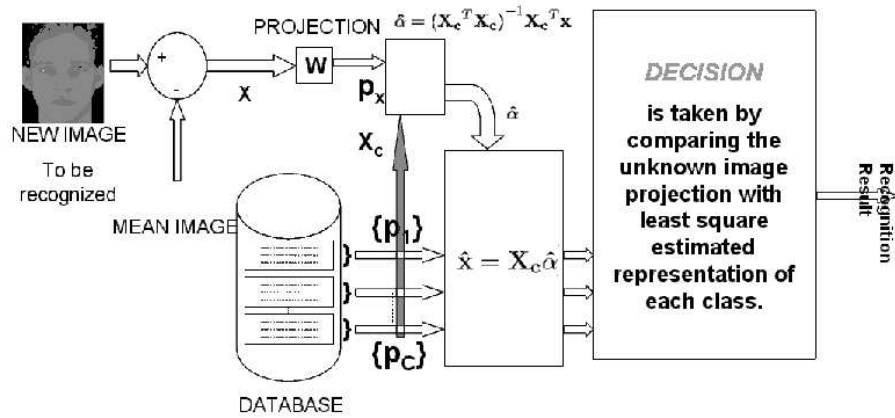 PROJECTION
α̂ = (X_c^T X_c)^{-1} X_c^T x
+
-
X
W
p_x
α̂
NEW IMAGE
To be
recognized
X_c
MEAN IMAGE
{p_1}
}
}
}
{p_C}
DATABASE
x̂ = X_c α̂
DECISION
is taken by
comparing the
unknown image
projection with
least square
estimated
representation of
each class.
Recognition
Result